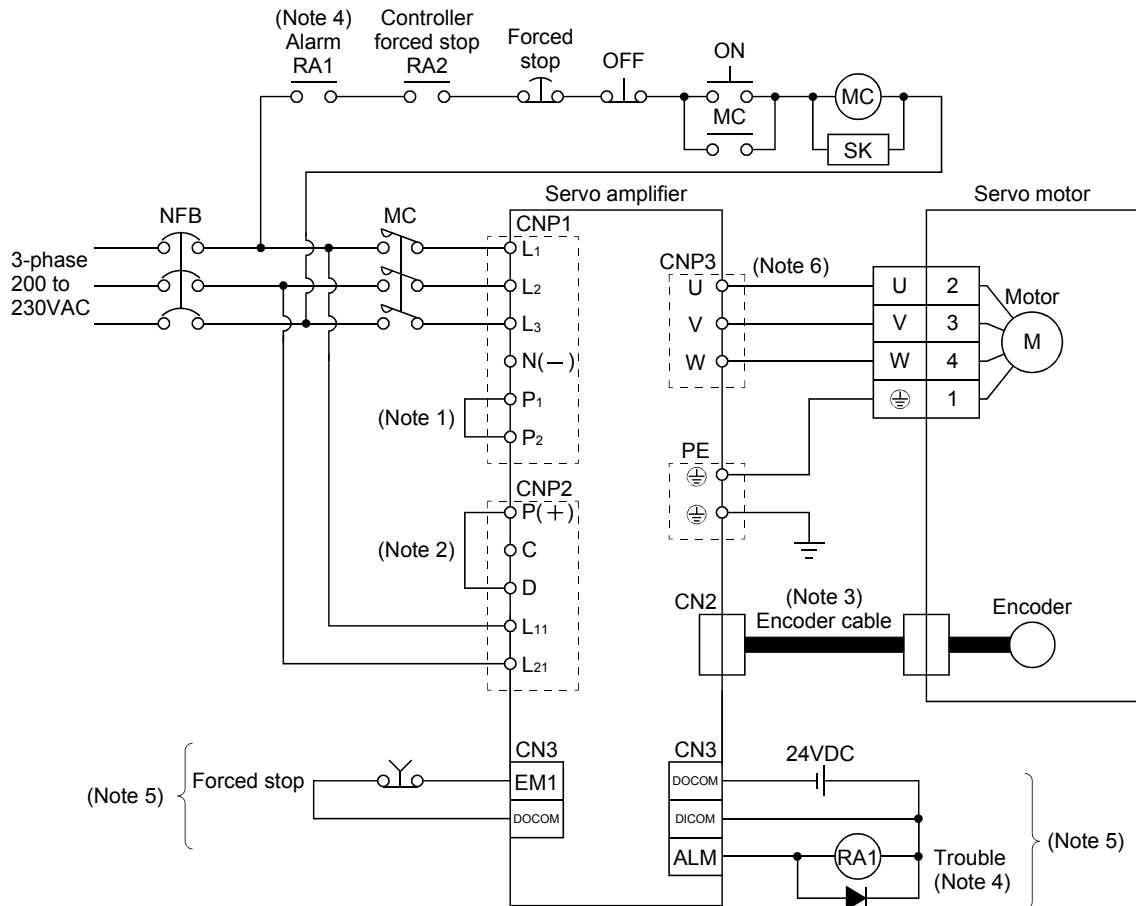 (Note 4)
Alarm
RA1
Controller
forced stop
RA2
Forced
stop
OFF
ON
MC
MC
SK
Servo amplifier
Servo motor
NFB
MC
3-phase
200 to
230VAC
CNP1
L1
L2
L3
N(—)
P1
P2
(Note 1)
CNP2
P(+)
C
D
L11
L21
(Note 2)
CNP3
U
V
W
(Note 6)
U 2
V 3
W 4
1
Motor
M
PE
CN2
(Note 3)
Encoder cable
Encoder
(Note 5)
Forced stop
CN3
EM1
DOCOM
CN3
DOCOM
DICOM
ALM
24VDC
RA1
Trouble
(Note 4)
(Note 5)